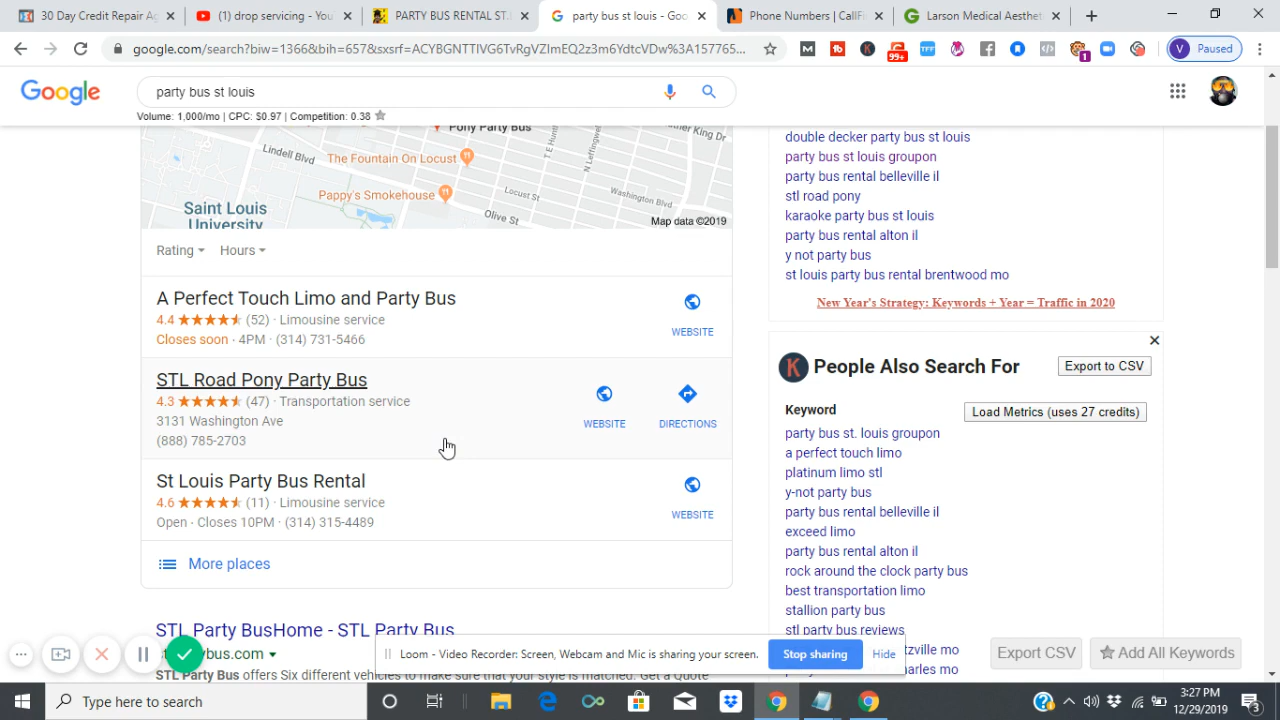 30 Day Credit Repair Ag
(1) drop servicing - You
PARTY BUS RENTAL ST.
party bus st louis - Goo
Phone Numbers | CallFi
Larson Medical Aesthet
google.com/search?biw=1366&bih=657&sxsrf=ACYBGNTTIVG6TvRgVZImEQ2z3m6YdtcVDw%3A157765...
99+
TFF
1
V Paused
Google
party bus st louis
Volume: 1,000/mo | CPC: $0.97 | Competition: 0.38
Pony Party Bus
Lindell Blvd
The Fountain On Locust
Pappy's Smokehouse
Locust St
Washington Blvd
Olive St
Saint Louis
University
Map data ©2019
Rating
Hours
A Perfect Touch Limo and Party Bus
4.4 (52) · Limousine service
Closes soon · 4PM · (314) 731-5466
WEBSITE
STL Road Pony Party Bus
4.3 (47) · Transportation service
3131 Washington Ave
(888) 785-2703
WEBSITE
DIRECTIONS
St Louis Party Bus Rental
4.6 (11) · Limousine service
Open · Closes 10PM · (314) 315-4489
WEBSITE
More places
STL Party BusHome - STL Party Bus
bus.com
STL Party Bus offers Six different vehicles to make sure that your style is matched. Get a Quote
double decker party bus st louis
party bus st louis groupon
party bus rental belleville il
stl road pony
karaoke party bus st louis
party bus rental alton il
y not party bus
st louis party bus rental brentwood mo
New Year's Strategy: Keywords + Year = Traffic in 2020
K People Also Search For
Export to CSV
Keyword
Load Metrics (uses 27 credits)
party bus st. louis groupon
a perfect touch limo
platinum limo stl
y-not party bus
party bus rental belleville il
exceed limo
party bus rental alton il
rock around the clock party bus
best transportation limo
stallion party bus
stl party bus reviews
tzville mo
harles mo
Loom - Video Recorder: Screen, Webcam and Mic is sharing your screen.
Stop sharing
Hide
Export CSV
Add All Keywords
Type here to search
3:27 PM
12/29/2019
3